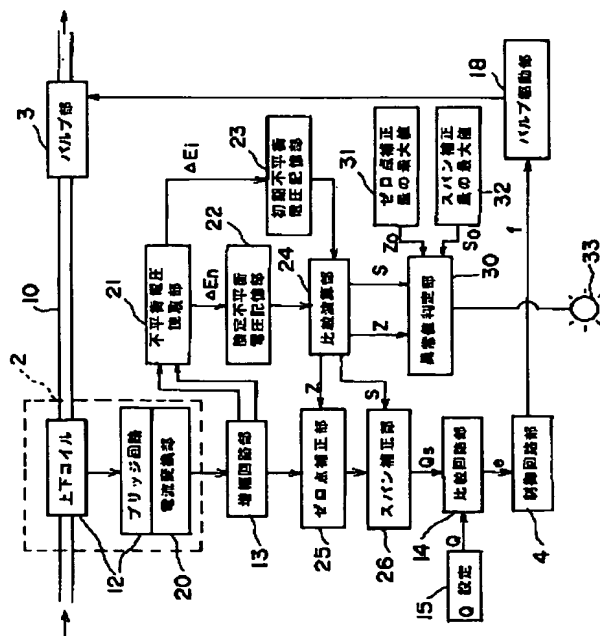 2
10
3
上下コイル
バルブ部
12
ブリッジ回路
電流変換部
20
21
不平衡電圧
読取部
ΔEi
ΔEn
22
検定不平衡
電圧記憶部
23
初期不平衡
電圧記憶部
13
増幅回路部
24
比較演算部
Z
S
Z
S
25
ゼロ点補正部
26
スパン補正部
31
ゼロ点補正
量の最大値
Zo
32
スパン補正
量の最大値
So
30
異常値判定部
33
Qs
14
比較回路部
15
Q 設定
Q
e
4
制御回路部
f
18
バルブ駆動部